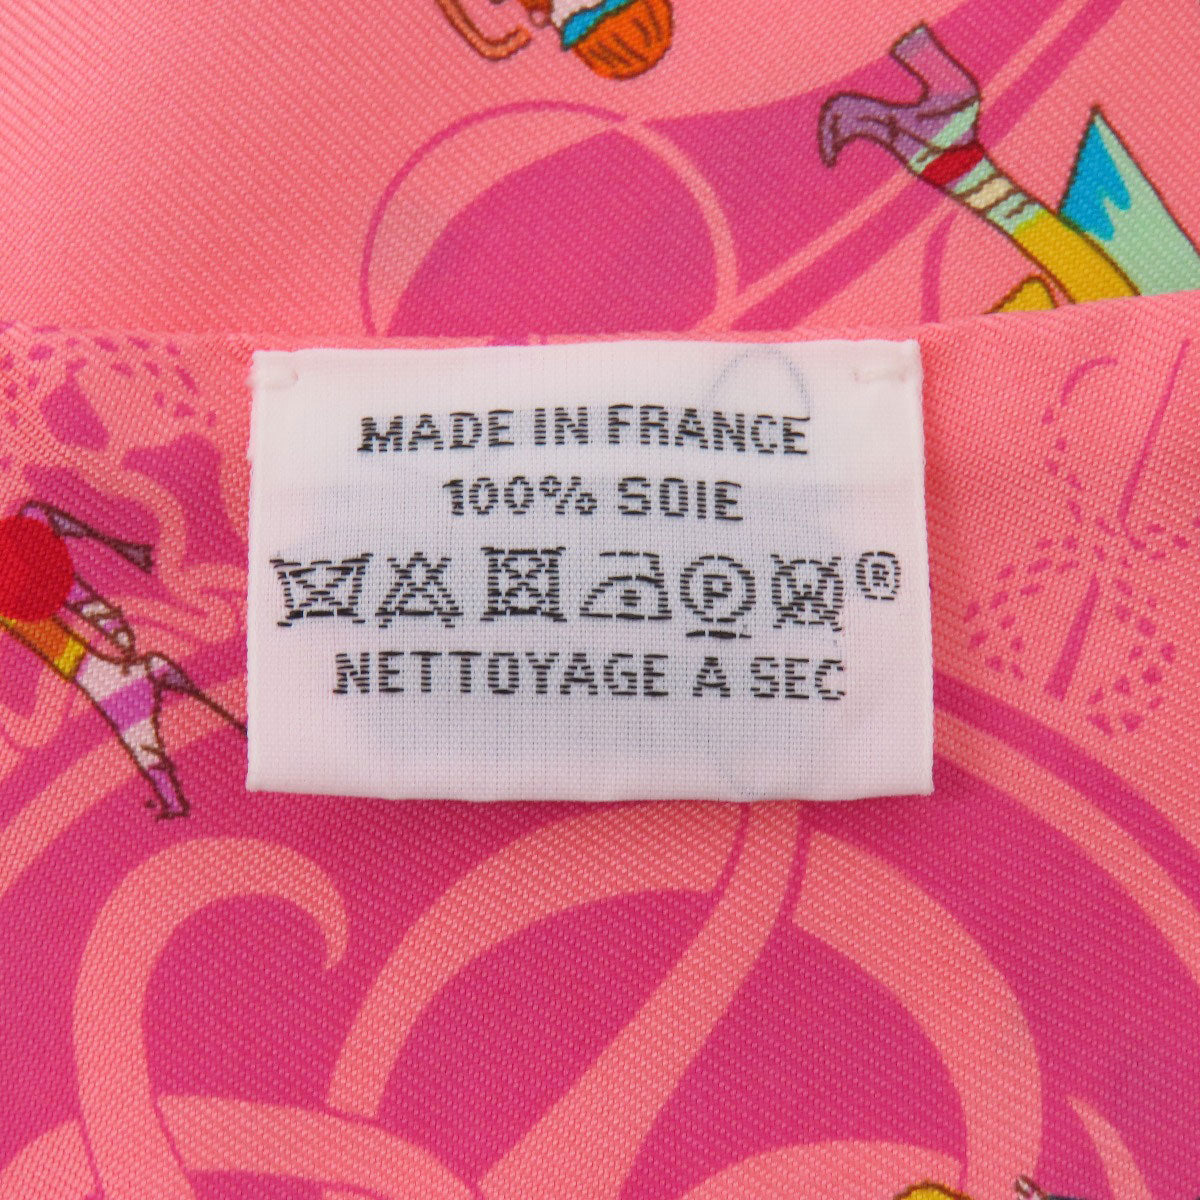 MADE IN FRANCE
100% SOIE
P W ®
NETTOYAGE A SEC